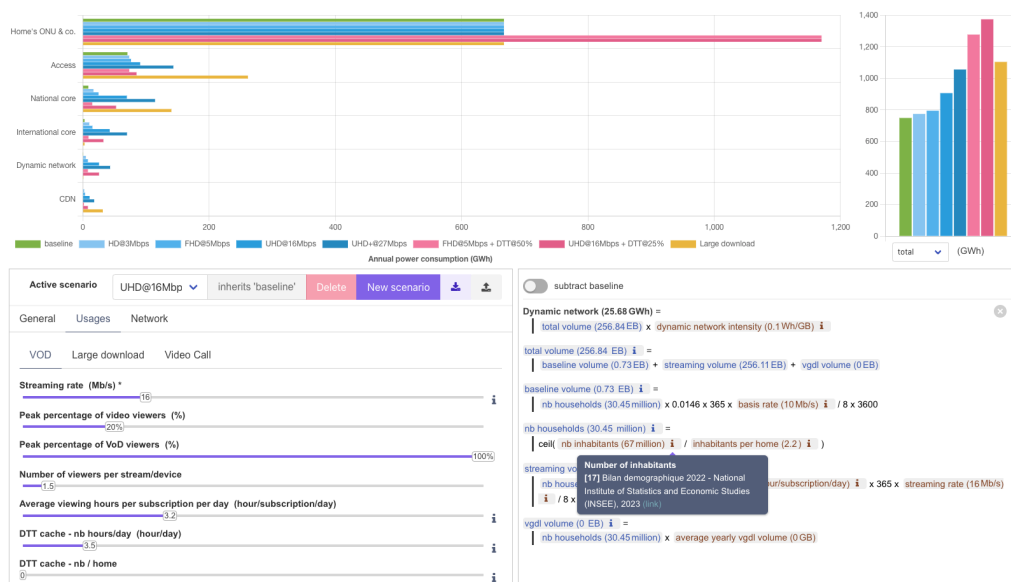 Home's ONU & co.
Access
National core
International core
Dynamic network
CDN
0 200 400 600 800 1,000 1,200
baseline HD@3Mbps FHD@5Mbps UHD@16Mbps UHD+@27Mbps FHD@5Mbps + DTT@50% UHD@16Mbps + DTT@25% Large download
Annual power consumption (GWh)
1,400
1,200
1,000
800
600
400
200
0
total (GWh)
Active scenario UHD@16Mbp inherits 'baseline' Delete New scenario
General Usages Network
VOD Large download Video Call
Streaming rate (Mb/s) *
16
Peak percentage of video viewers (%)
20%
Peak percentage of VoD viewers (%)
100%
Number of viewers per stream/device
1.5
Average viewing hours per subscription per day (hour/subscription/day)
3.2
DTT cache - nb hours/day (hour/day)
3.5
DTT cache - nb / home
0
subtract baseline
Dynamic network (25.68 GWh) =
total volume (256.84 EB) x dynamic network intensity (0.1 Wh/GB) i
total volume (256.84 EB) i =
baseline volume (0.73 EB) + streaming volume (256.11 EB) + vgdl volume (0 EB)
baseline volume (0.73 EB) i =
nb households (30.45 million) x 0.0146 x 365 x basis rate (10 Mb/s) i / 8 x 3600
nb households (30.45 million) i =
ceil( nb inhabitants (67 million) i / inhabitants per home (2.2) i )
streaming vo
nb house our/subscription/day) i x 365 x streaming rate (16 Mb/s)
i / 8 x
Number of inhabitants
[17] Bilan demographique 2022 - National
Institute of Statistics and Economic Studies
(INSEE), 2023 (link)
vgdl volume (0 EB) i =
nb households (30.45 million) x average yearly vgdl volume (0 GB)